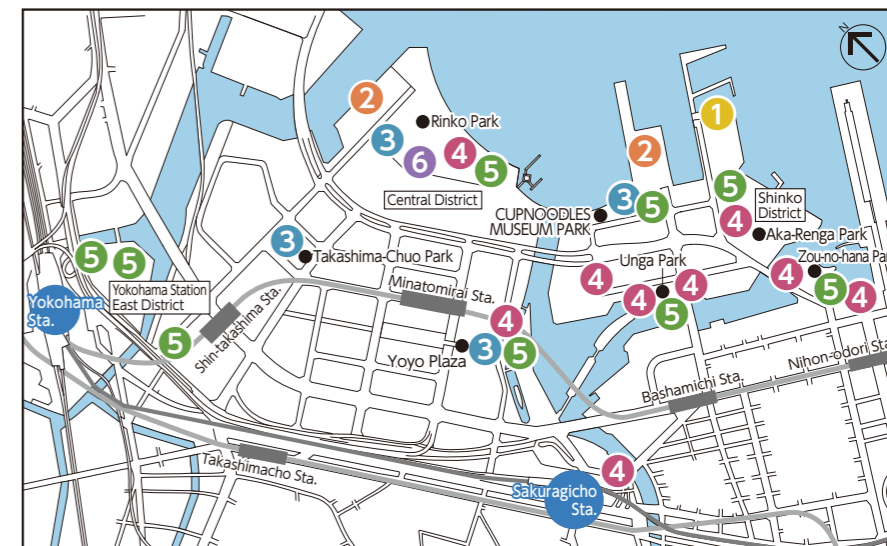 N
1
2
Rinko Park
3
2
4
6
5
5
3
Central District
Shinko
District
CUPNOODLES
MUSEUM PARK
5
4
Aka-Renga Park
3
Takashima-Chuo Park
Unga Park
Zou-no-hana Par
5
5
Yokohama Station
East District
Minatomirai Sta.
4
4
4
4
5
4
5
Yokohama
Sta.
Shin-takashima Sta.
5
4
Yoyo Plaza
3
5
Nihon-odori Sta
Bashamichi Sta.
Takashimacho Sta.
4
Sakuragicho
Sta.